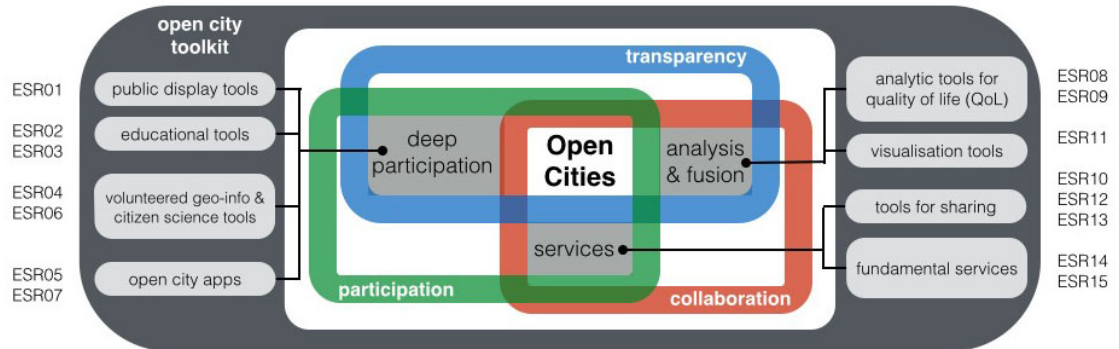 open city
toolkit
ESR01
public display tools
ESR02
ESR03
educational tools
ESR04
ESR06
volunteered geo-info &
citizen science tools
ESR05
ESR07
open city apps
transparency
deep
participation
Open
Cities
analysis
& fusion
services
participation
collaboration
analytic tools for
quality of life (QoL)
ESR08
ESR09
visualisation tools
ESR11
tools for sharing
ESR10
ESR12
ESR13
fundamental services
ESR14
ESR15